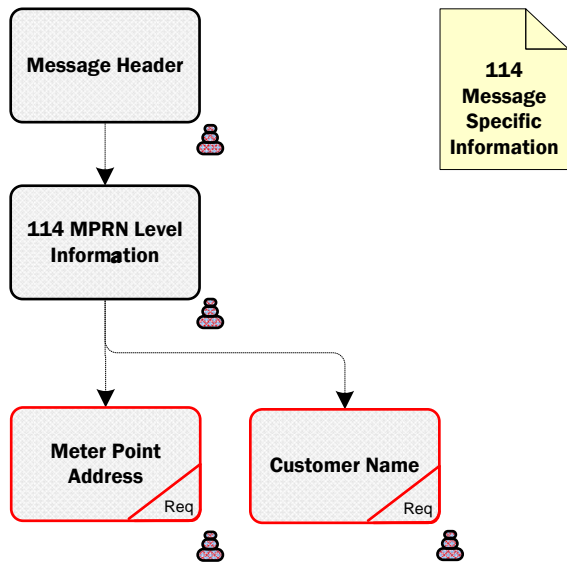 Message Header
114
Message
Specific
Information
114 MPRN Level
Information
Meter Point
Address
Req
Customer Name
Req